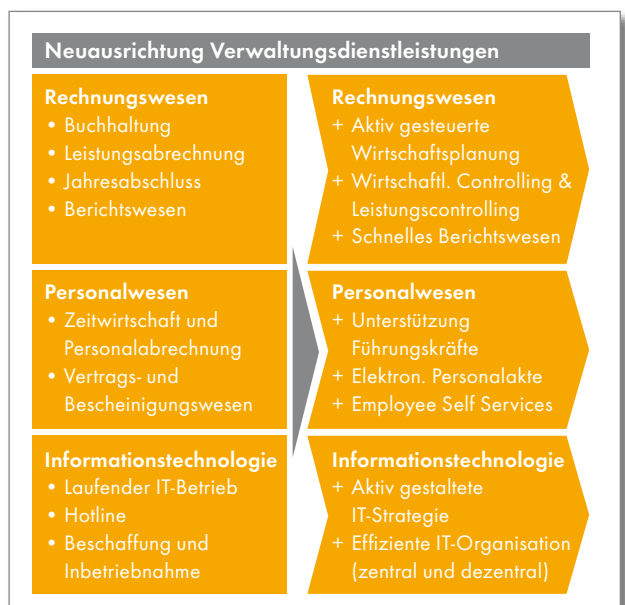 Neuausrichtung Verwaltungsdienstleistungen
Rechnungswesen
• Buchhaltung
• Leistungsabrechnung
• Jahresabschluss
• Berichtswesen
Rechnungswesen
+ Aktiv gesteuerte
Wirtschaftsplanung
+ Wirtschaftl. Controlling &
Leistungscontrolling
+ Schnelles Berichtswesen
Personalwesen
• Zeitwirtschaft und
Personalabrechnung
• Vertrags- und
Bescheinigungswesen
Personalwesen
+ Unterstützung
Führungskräfte
+ Elektron. Personalakte
+ Employee Self Services
Informationstechnologie
• Laufender IT-Betrieb
• Hotline
• Beschaffung und
Inbetriebnahme
Informationstechnologie
+ Aktiv gestaltete
IT-Strategie
+ Effiziente IT-Organisation
(zentral und dezentral)